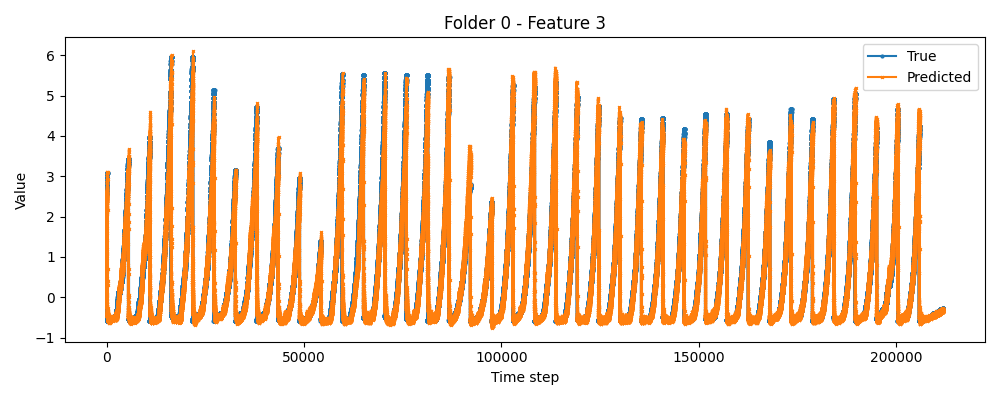 Folder 0 - Feature 3
True
Predicted
Value
6
5
4
3
2
1
0
−1
0
50000
100000
150000
200000
Time step